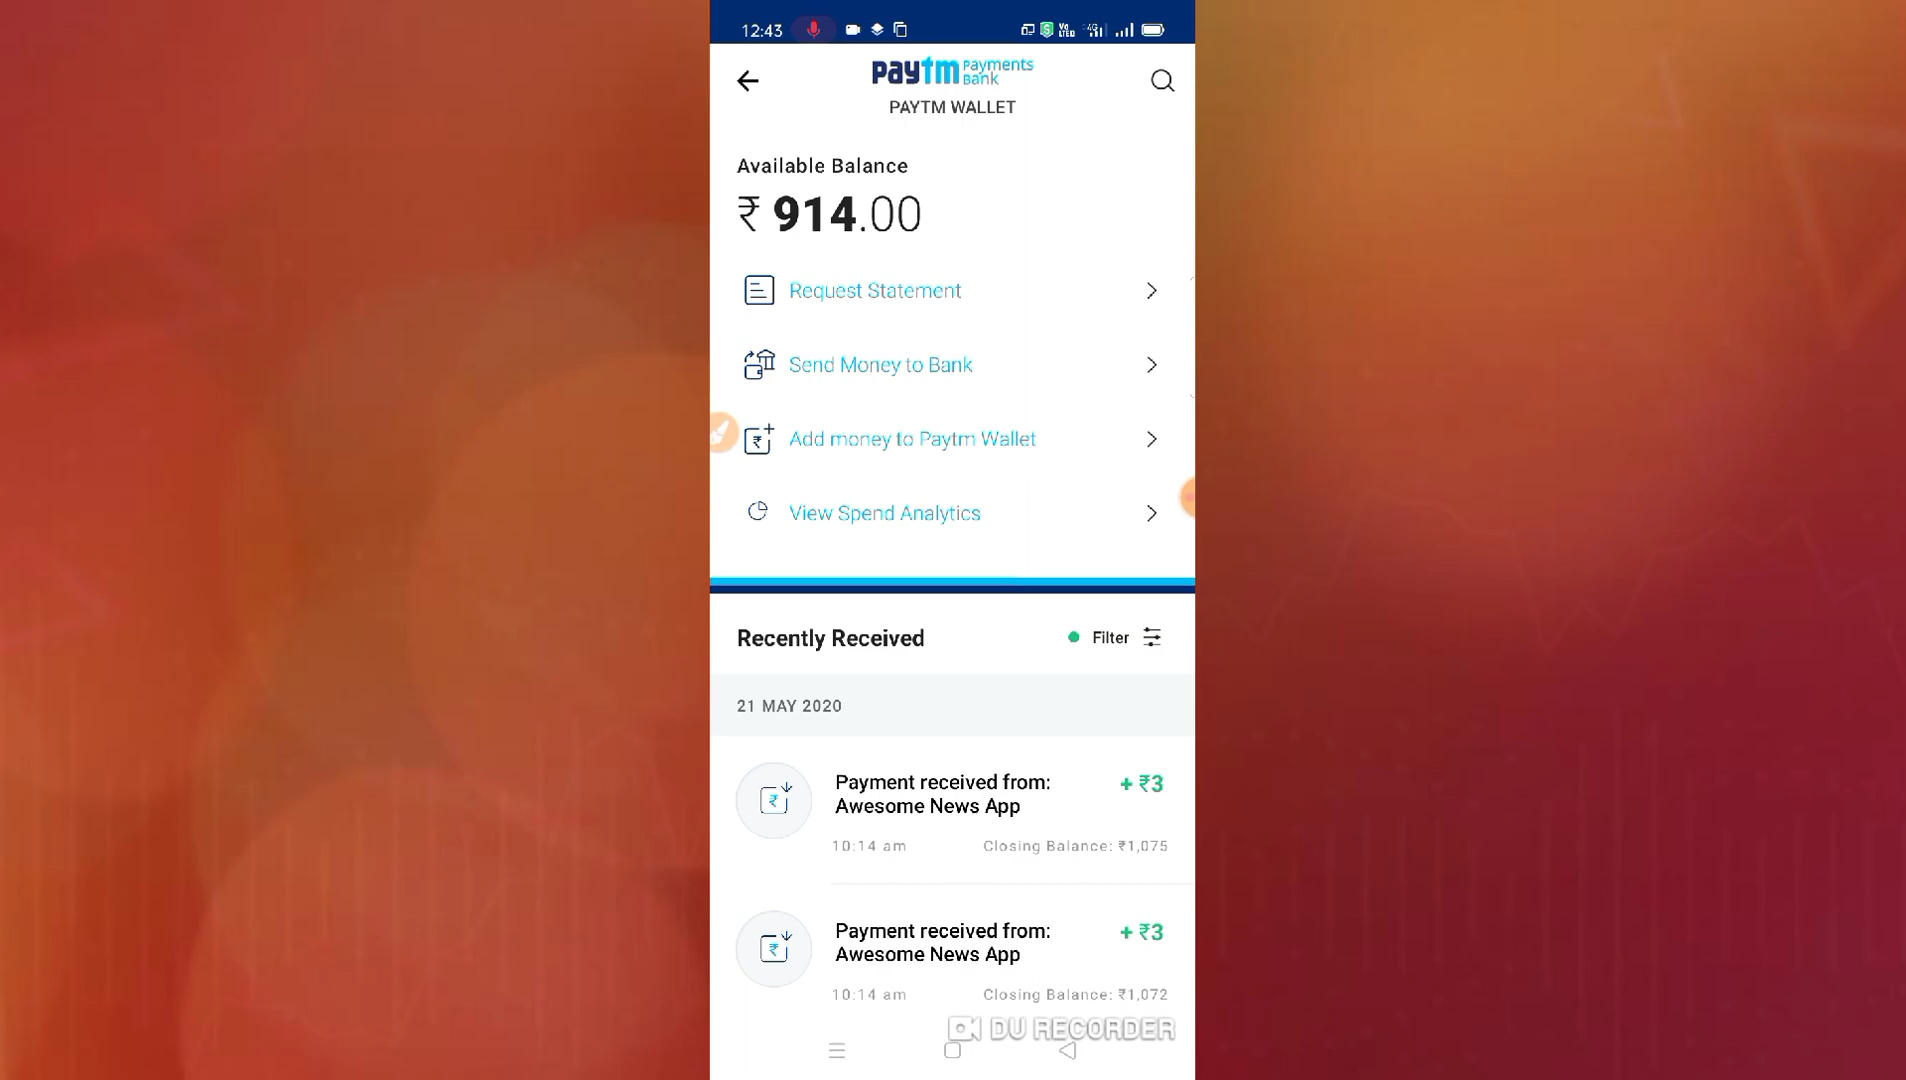 12:43
paytm Payments Bank
PAYTM WALLET
Available Balance
₹ 914.00
Request Statement
Send Money to Bank
Add money to Paytm Wallet
View Spend Analytics
Recently Received
Filter
21 MAY 2020
Payment received from: + ₹3
Awesome News App
10:14 am Closing Balance: ₹1,075
Payment received from: + ₹3
Awesome News App
10:14 am Closing Balance: ₹1,072
DU RECORDER